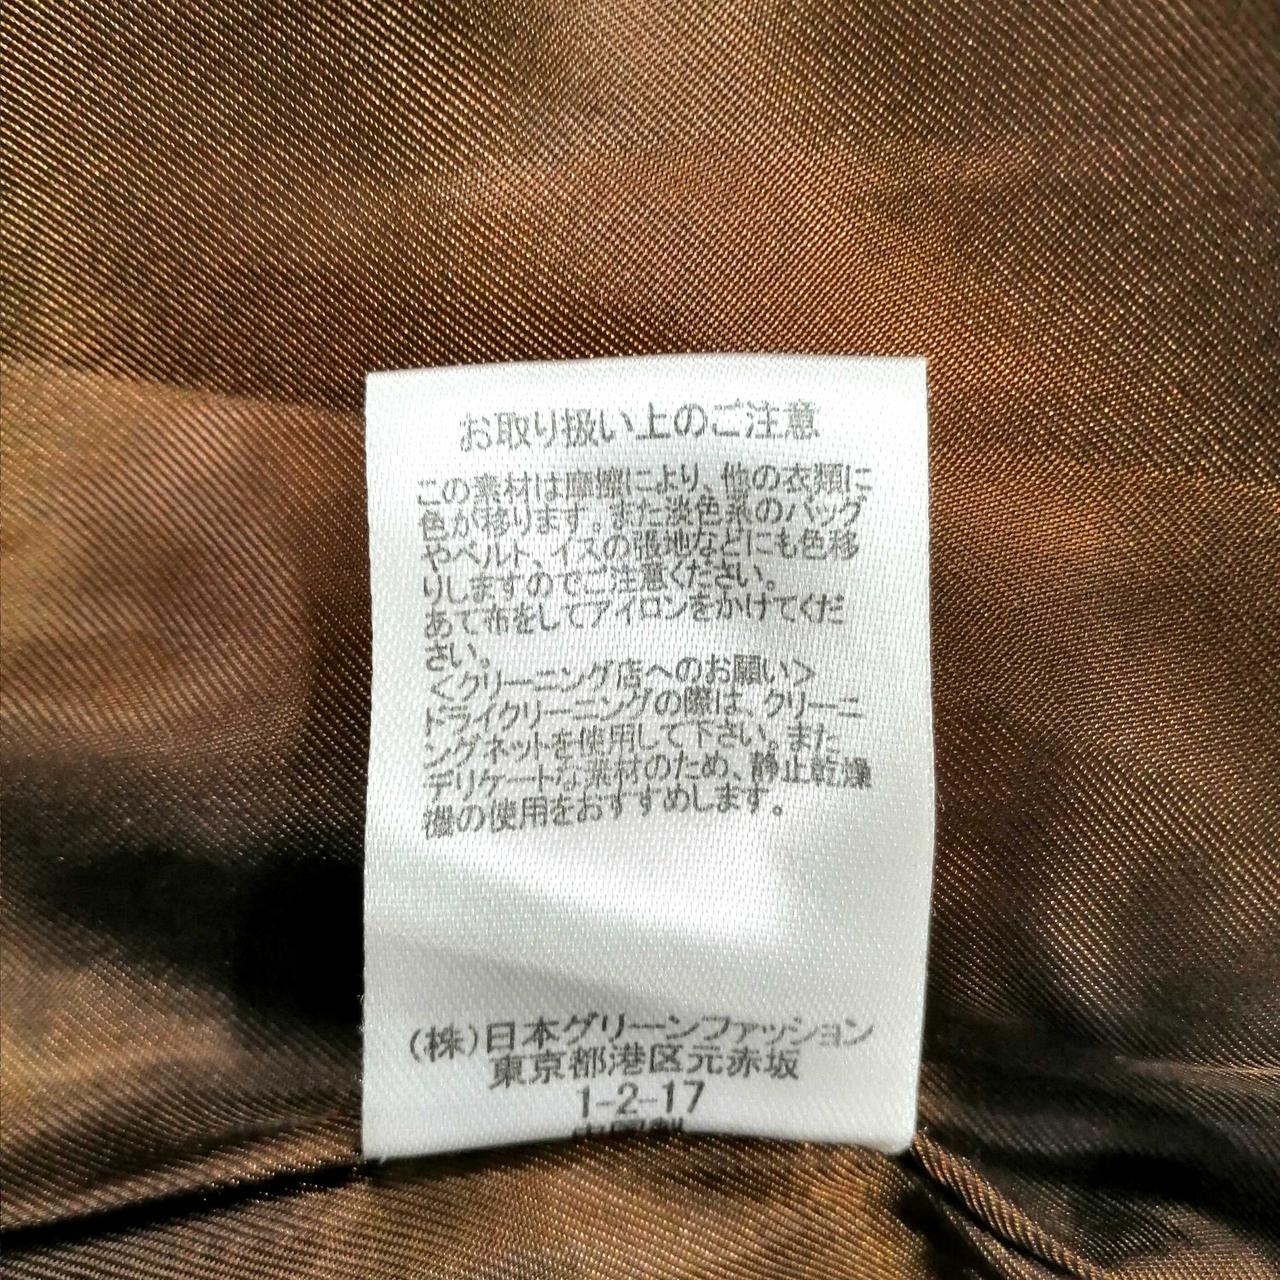 お取り扱い上のご注意
この素材は摩擦により、他の衣類に
色が移ります。また淡色系のバッグ
やベルト、イスの張地などにも色移
りしますのでご注意ください。
あて布をしてアイロンをかけてくだ
さい。
＜クリーニング店へのお願い＞
ドライクリーニングの際は、クリーニ
ングネットを使用して下さい。また
デリケートな素材のため、静止乾燥
機の使用をおすすめします。
(株)日本グリーンファッション
東京都港区元赤坂
1-2-17
中国製